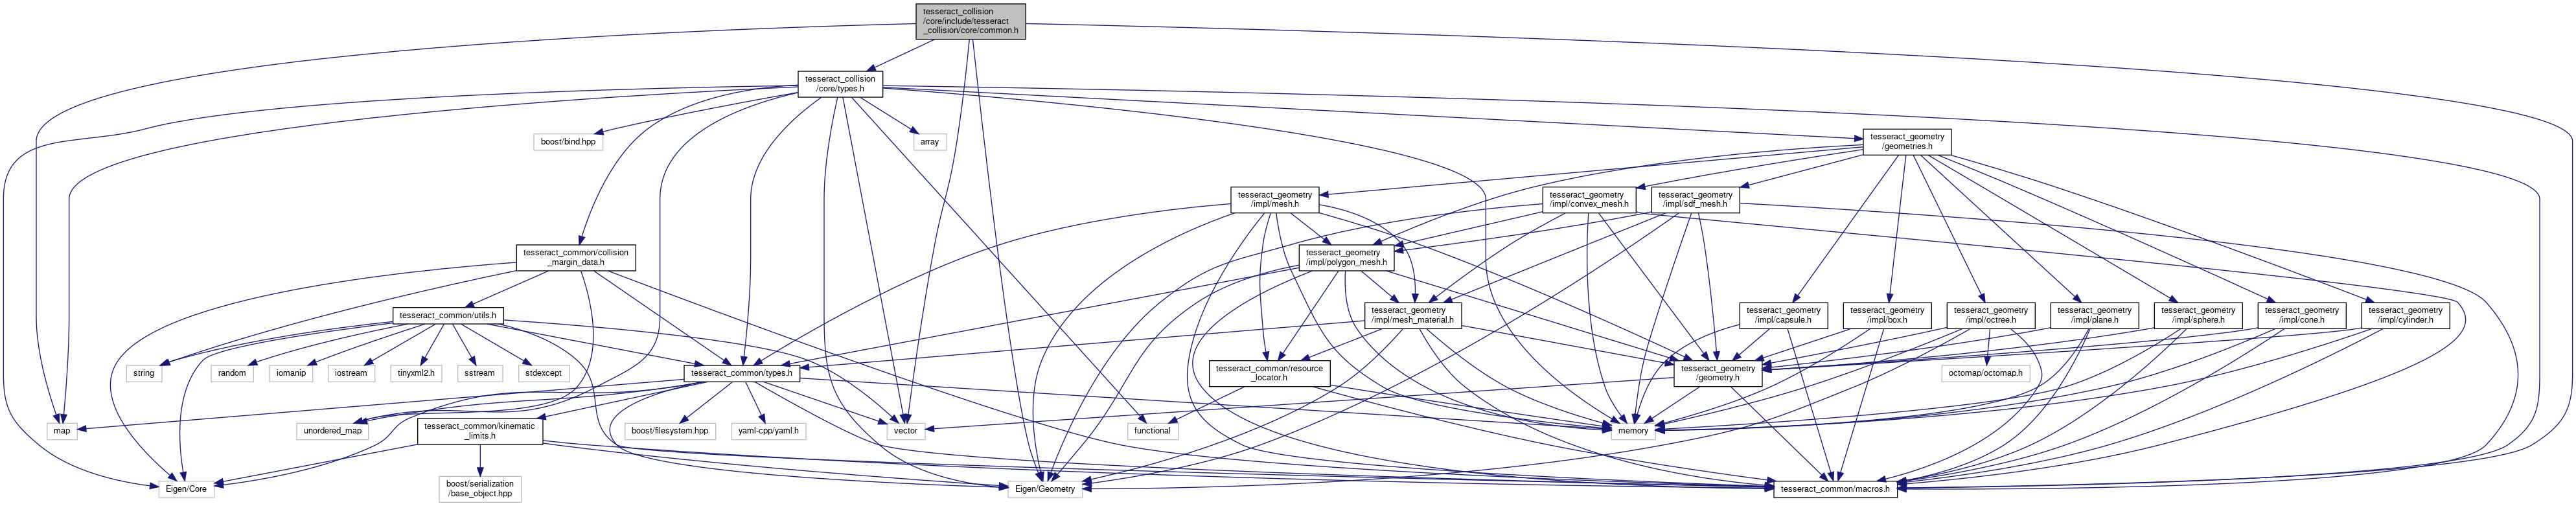 tesseract_collision
/core/include/tesseract
_collision/core/common.h
tesseract_collision
/core/types.h
boost/bind.hpp
array
tesseract_geometry
/geometries.h
tesseract_geometry
/impl/mesh.h
tesseract_geometry
/impl/convex_mesh.h
tesseract_geometry
/impl/sdf_mesh.h
tesseract_common/collision
_margin_data.h
tesseract_geometry
/impl/polygon_mesh.h
tesseract_common/utils.h
tesseract_geometry
/impl/mesh_material.h
tesseract_geometry
/impl/capsule.h
tesseract_geometry
/impl/box.h
tesseract_geometry
/impl/octree.h
tesseract_geometry
/impl/plane.h
tesseract_geometry
/impl/sphere.h
tesseract_geometry
/impl/cone.h
tesseract_geometry
/impl/cylinder.h
string
random
iomanip
iostream
tinyxml2.h
sstream
stdexcept
tesseract_common/types.h
tesseract_common/resource
_locator.h
tesseract_geometry
/geometry.h
octomap/octomap.h
map
unordered_map
tesseract_common/kinematic
_limits.h
boost/filesystem.hpp
yaml-cpp/yaml.h
vector
functional
memory
Eigen/Core
boost/serialization
/base_object.hpp
Eigen/Geometry
tesseract_common/macros.h